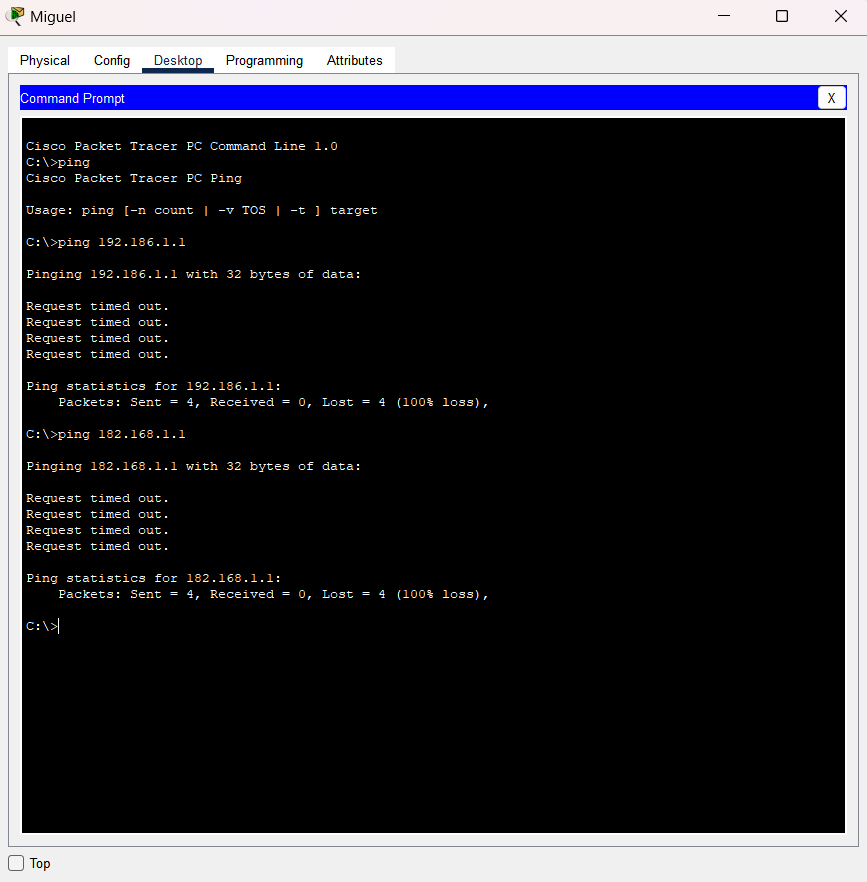 Miguel
Physical Config Desktop Programming Attributes
Command Prompt
X
Cisco Packet Tracer PC Command Line 1.0
C:\>ping
Cisco Packet Tracer PC Ping
Usage: ping [-n count | -v TOS | -t ] target
C:\>ping 192.186.1.1
Pinging 192.186.1.1 with 32 bytes of data:
Request timed out.
Request timed out.
Request timed out.
Request timed out.
Ping statistics for 192.186.1.1:
    Packets: Sent = 4, Received = 0, Lost = 4 (100% loss),
C:\>ping 182.168.1.1
Pinging 182.168.1.1 with 32 bytes of data:
Request timed out.
Request timed out.
Request timed out.
Request timed out.
Ping statistics for 182.168.1.1:
    Packets: Sent = 4, Received = 0, Lost = 4 (100% loss),
C:\>
Top